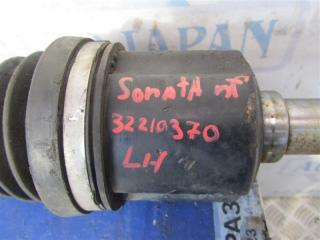 JAPAN
Sonata NF
32210370
LH